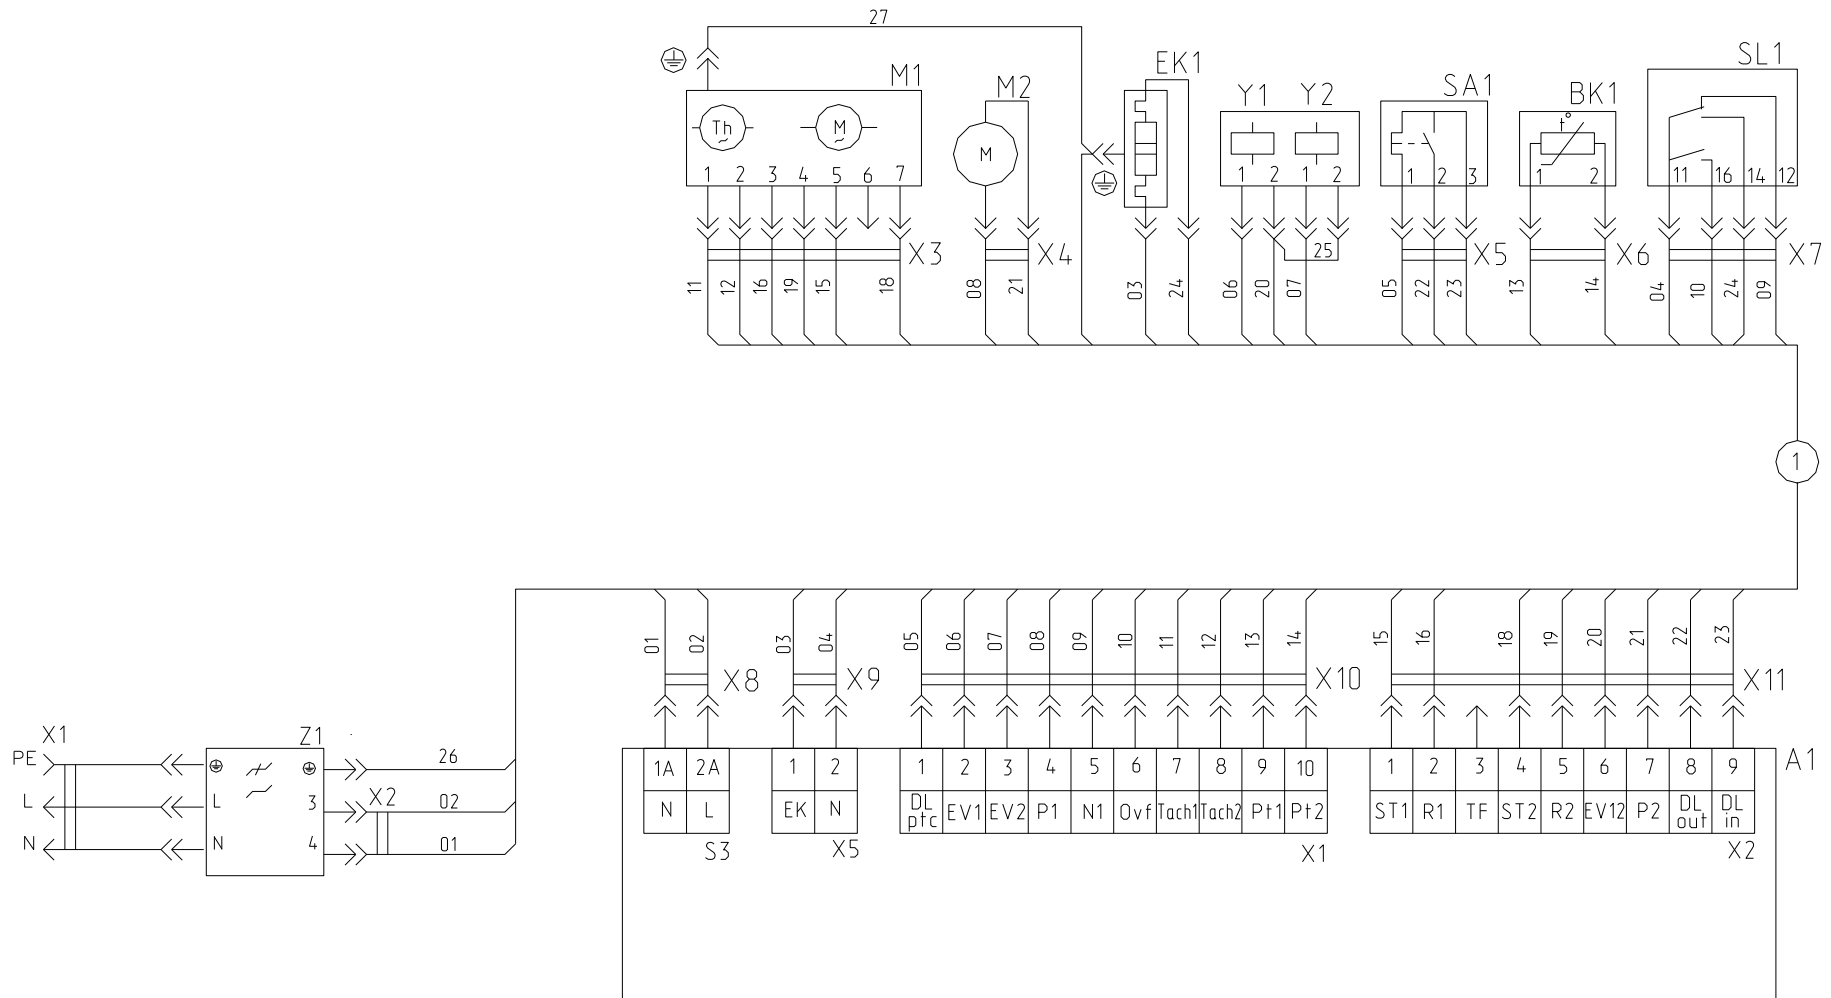 27
M1 M2 EK1 Y1 Y2 SA1 BK1 SL1
Th M M t°
1 2 3 4 5 6 7 1 2 1 2 1 2 3 1 2 11 16 14 12
X3 X4 25 X5 X6 X7
11 12 16 19 15 18 08 21 03 24 06 20 07 05 22 23 13 14 04 10 24 09
1
01 02 03 04 05 06 07 08 09 10 11 12 13 14 15 16 18 19 20 21 22 23
X8 X9 X10 X11
X1 Z1 A1
PE 26
L L 3 X2 02
N N 4 01
1A 2A 1 2 1 2 3 4 5 6 7 8 9 10 1 2 3 4 5 6 7 8 9
N L EK N DL ptc EV1 EV2 P1 N1 Ovf Tach1 Tach2 Pt1 Pt2 ST1 R1 TF ST2 R2 EV12 P2 DL out DL in
S3 X5 X1 X2